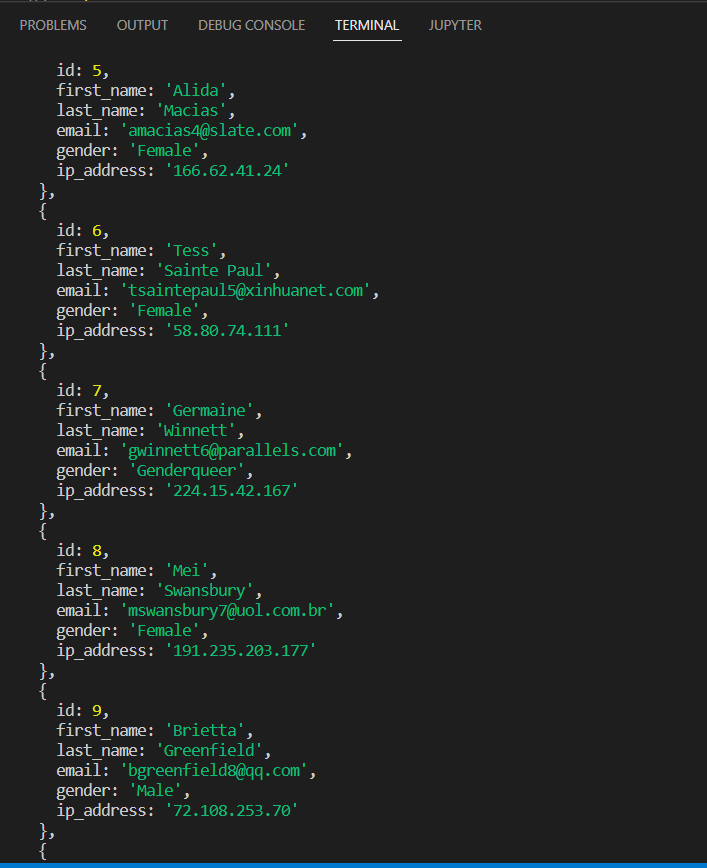 PROBLEMS OUTPUT DEBUG CONSOLE TERMINAL JUPYTER
id: 5,
first_name: 'Alida',
last_name: 'Macias',
email: 'amacias4@slate.com',
gender: 'Female',
ip_address: '166.62.41.24'
},
{
id: 6,
first_name: 'Tess',
last_name: 'Sainte Paul',
email: 'tsaintepaul5@xinhuanet.com',
gender: 'Female',
ip_address: '58.80.74.111'
},
{
id: 7,
first_name: 'Germaine',
last_name: 'Winnett',
email: 'gwinnett6@parallels.com',
gender: 'Genderqueer',
ip_address: '224.15.42.167'
},
{
id: 8,
first_name: 'Mei',
last_name: 'Swansbury',
email: 'mswansbury7@uol.com.br',
gender: 'Female',
ip_address: '191.235.203.177'
},
{
id: 9,
first_name: 'Brietta',
last_name: 'Greenfield',
email: 'bgreenfield8@qq.com',
gender: 'Male',
ip_address: '72.108.253.70'
},
{